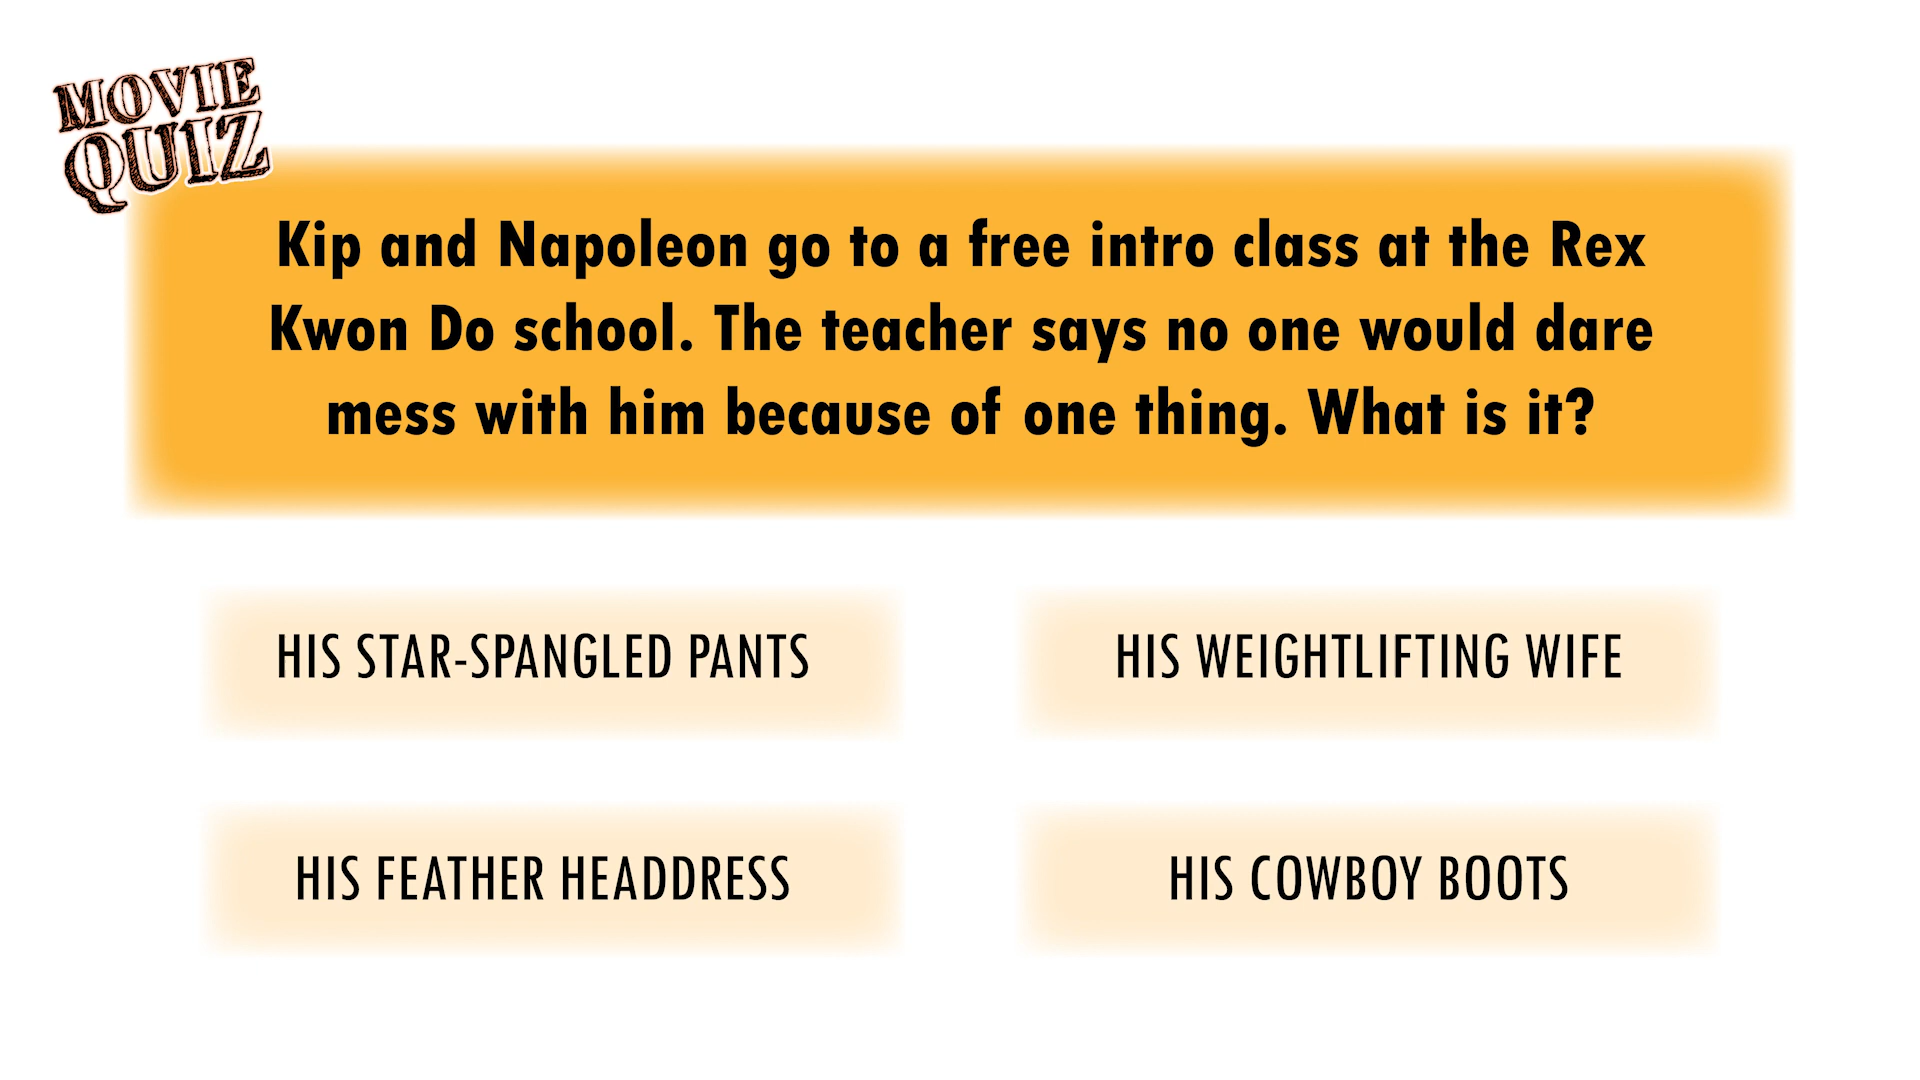 MOVIE
QUIZ
Kip and Napoleon go to a free intro class at the Rex
Kwon Do school. The teacher says no one would dare
mess with him because of one thing. What is it?
HIS STAR-SPANGLED PANTS
HIS WEIGHTLIFTING WIFE
HIS FEATHER HEADDRESS
HIS COWBOY BOOTS